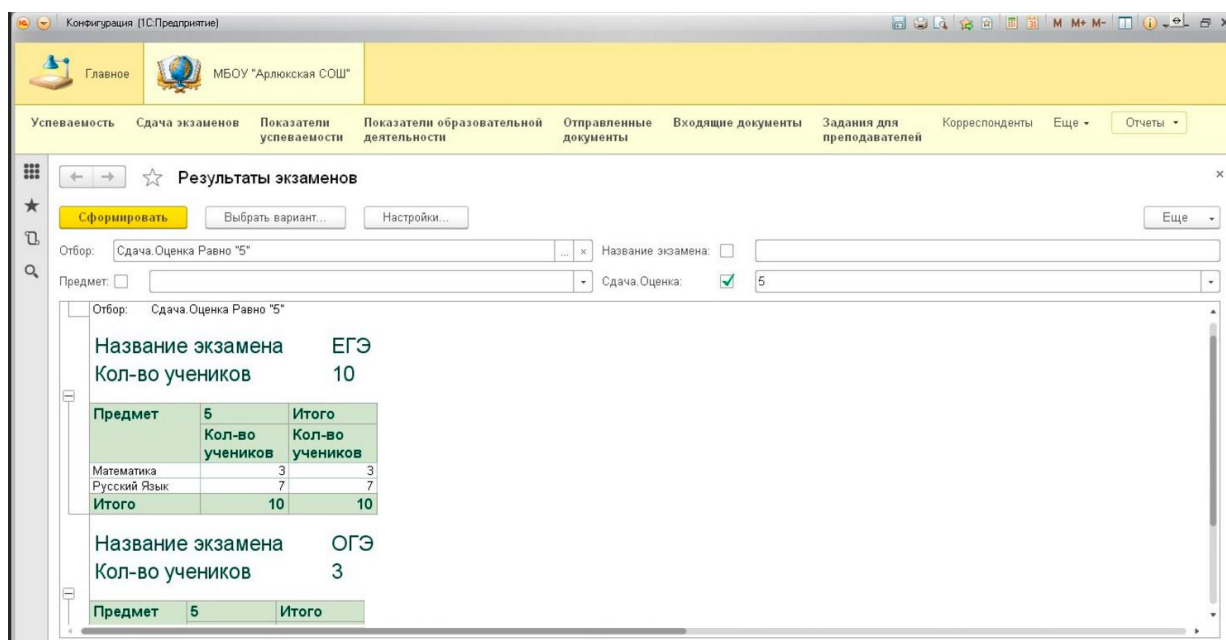 Конфигурация (1С:Предприятие)
M M+ M-
Главное
МБОУ "Арлюкская СОШ"
Успеваемость Сдача экзаменов Показатели успеваемости Показатели образовательной деятельности Отправленные документы Входящие документы Задания для преподавателей Корреспонденты Еще Отчеты
Результаты экзаменов
Сформировать Выбрать вариант... Настройки... Еще
Отбор: Сдача.Оценка Равно "5" ... × Название экзамена:
Предмет: Сдача.Оценка: 5
Отбор: Сдача.Оценка Равно "5"
Название экзамена ЕГЭ
Кол-во учеников 10
Предмет 5 Итого
Кол-во учеников Кол-во учеников
Математика 3 3
Русский Язык 7 7
Итого 10 10
Название экзамена ОГЭ
Кол-во учеников 3
Предмет 5 Итого